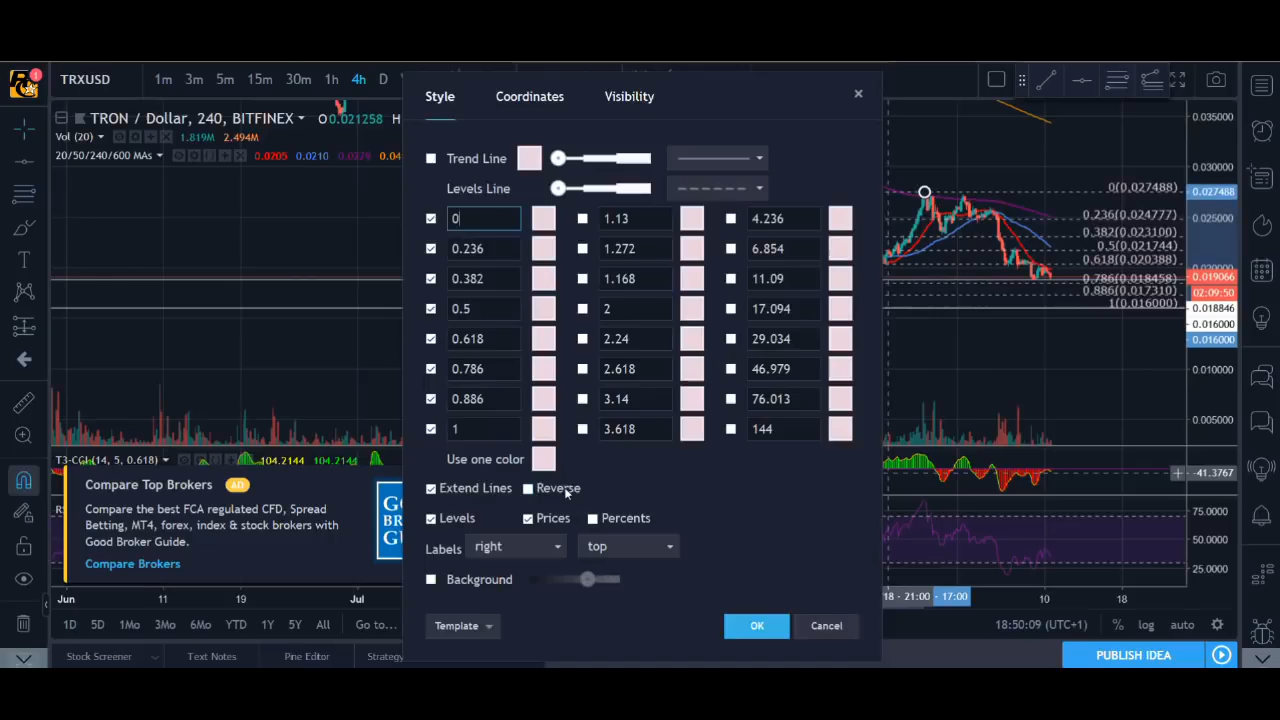 1
TRXUSD
1m 3m 5m 15m 30m 1h 4h D
Style
Coordinates
Visibility
TRON / Dollar, 240, BITFINEX
O0.021258 H
Vol (20)
1.819M 2.494M
20/50/240/600 MAs
0.0205 0.0210 0.0279 0.04
Trend Line
Levels Line
0 1.13 4.236
0.236 1.272 6.854
0.382 1.168 11.09
0.5 2 17.094
0.618 2.24 29.034
0.786 2.618 46.979
0.886 3.14 76.013
1 3.618 144
Use one color
Extend Lines Reverse
Levels Prices Percents
Labels right top
Background
Template
OK
Cancel
0(0.027488)
0.236(0.024777)
0.382(0.023100)
0.5(0.021744)
0.618(0.020388)
0.786(0.018458)
0.886(0.017310)
1(0.016000)
0.035000
0.030000
0.027488
0.025000
0.019066
02:09:50
0.018846
0.016000
0.016000
0.010000
0.005000
-41.3767
75.0000
50.0000
25.0000
T3-CCI (14, 5, 0.618)
104.2144 104.2144
Compare Top Brokers AD
Compare the best FCA regulated CFD, Spread
Betting, MT4, forex, index & stock brokers with
Good Broker Guide.
Compare Brokers
Jun 11 19 Jul
18 - 21:00 - 17:00 10 18
1D 5D 1Mo 3Mo 6Mo YTD 1Y 5Y All Go to...
18:50:09 (UTC+1) % log auto
Stock Screener
Text Notes
Pine Editor
Strategy
PUBLISH IDEA